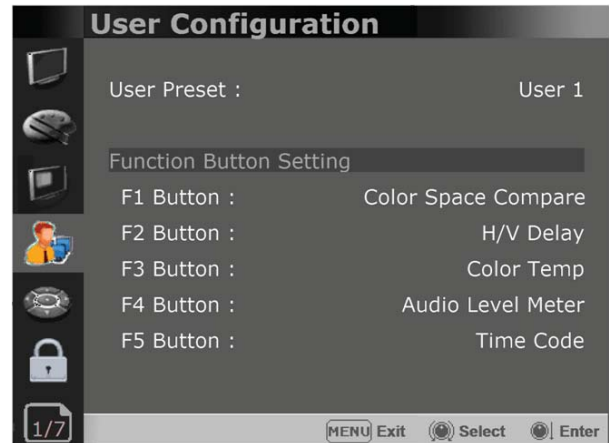 User Configuration
User Preset : User 1
Function Button Setting
F1 Button : Color Space Compare
F2 Button : H/V Delay
F3 Button : Color Temp
F4 Button : Audio Level Meter
F5 Button : Time Code
1/7
MENU Exit Select Enter